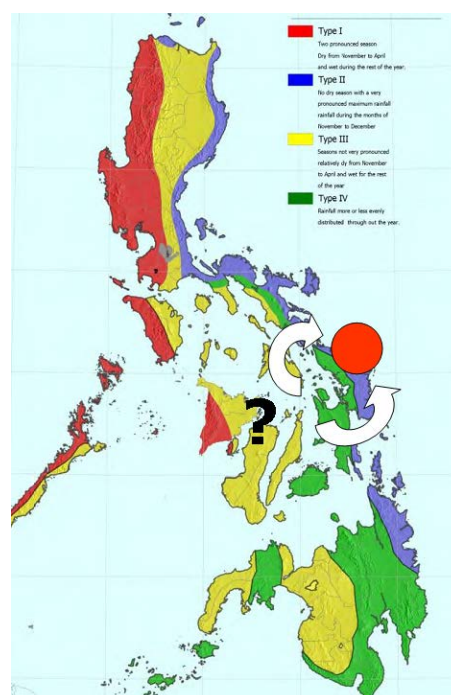 Type I
Two pronounced season
Dry from November to April
and wet during the rest of the year.
Type II
No dry season with a very
pronounced maximum rainfall
rainfall during the months of
November to December
Type III
Seasons not very pronounced
relatively dy from November
to April and wet for the rest
of the year
Type IV
Rainfall more or less evenly
distributed through out the year.
?